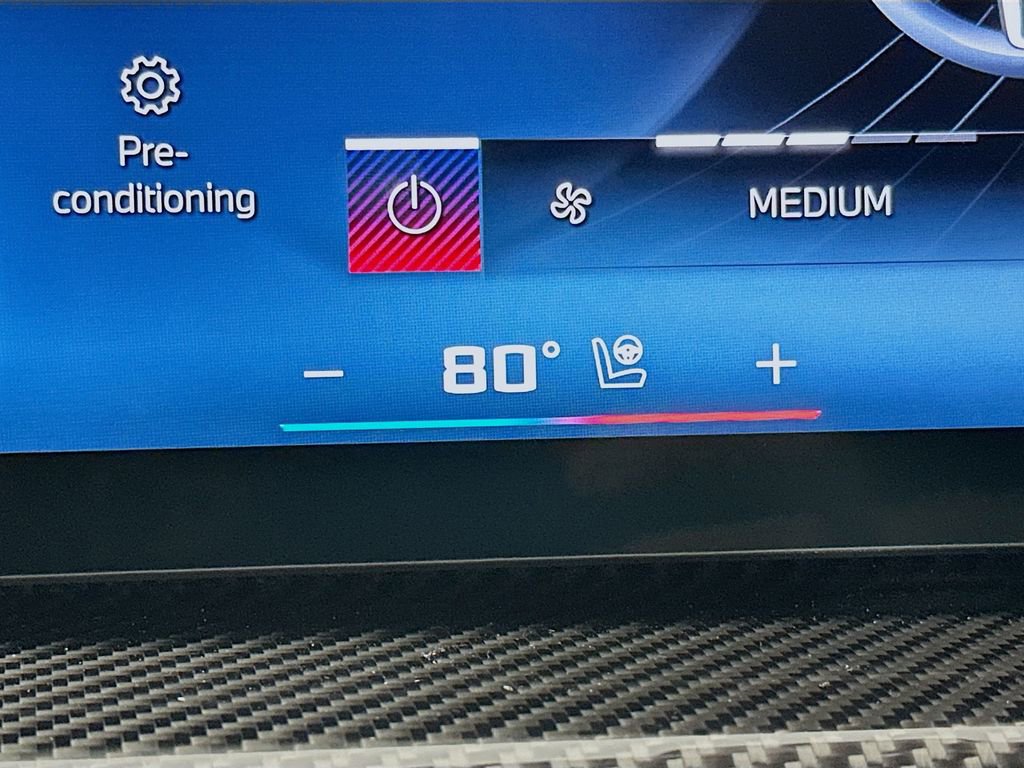 Pre-
conditioning
MEDIUM
− 80° +